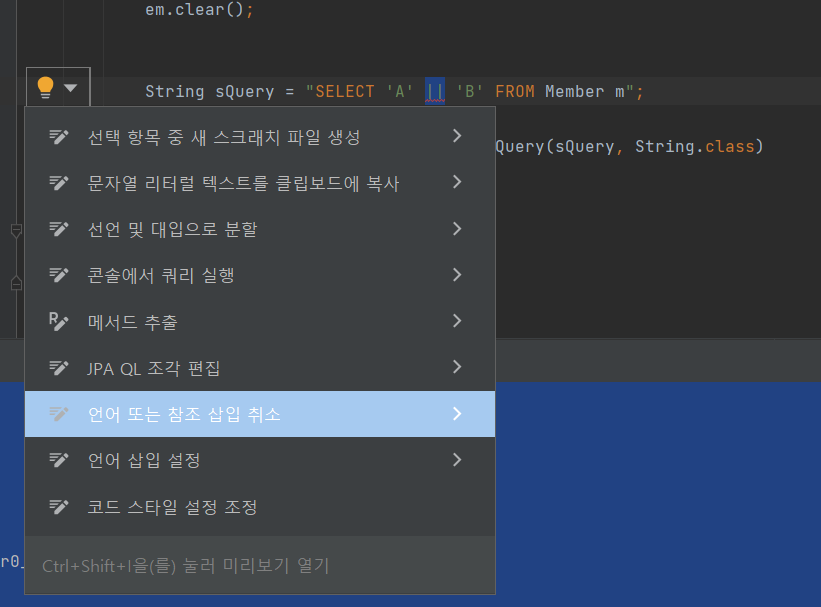 em.clear();
String sQuery = "SELECT 'A' || 'B' FROM Member m";
Query(sQuery, String.class)
선택 항목 중 새 스크래치 파일 생성
문자열 리터럴 텍스트를 클립보드에 복사
선언 및 대입으로 분할
콘솔에서 쿼리 실행
메서드 추출
JPA QL 조각 편집
언어 또는 참조 삽입 취소
언어 삽입 설정
코드 스타일 설정 조정
r0_
Ctrl+Shift+I을(를) 눌러 미리보기 열기